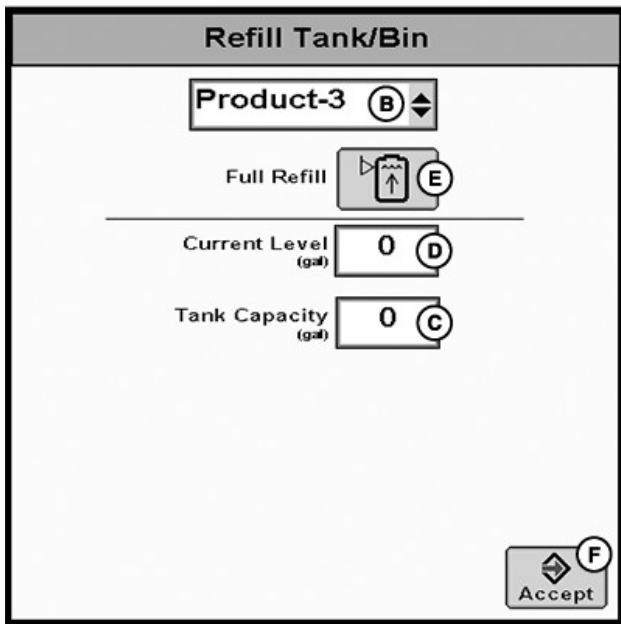 Refill Tank/Bin
Product-3 B
Full Refill E
Current Level 0 D
(gal)
Tank Capacity 0 C
(gal)
F
Accept